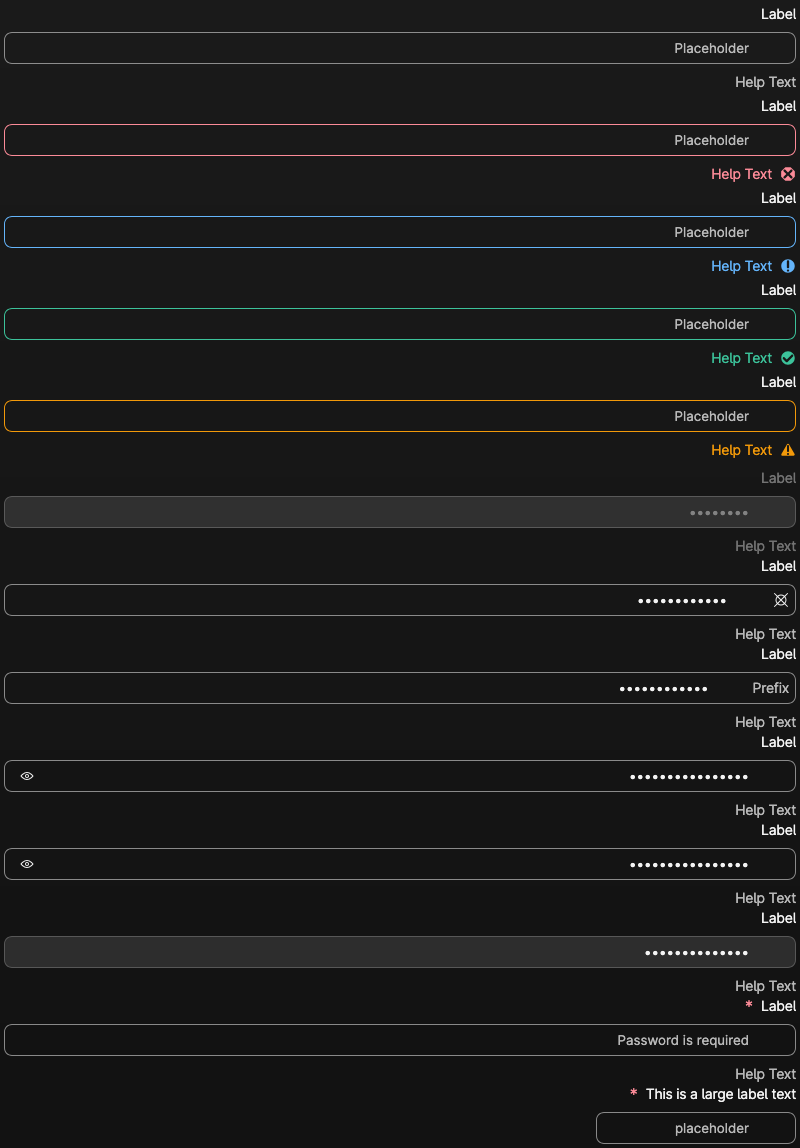 Label
Placeholder
Help Text
Label
Placeholder
Help Text
Label
Placeholder
Help Text
Label
Placeholder
Help Text
Label
Placeholder
Help Text
Label
••••••••
Help Text
Label
••••••••••••
Help Text
Label
•••••••••••• Prefix
Help Text
Label
••••••••••••••••
Help Text
Label
••••••••••••••••
Help Text
Label
••••••••••••••
Help Text
* Label
Password is required
Help Text
* This is a large label text
placeholder